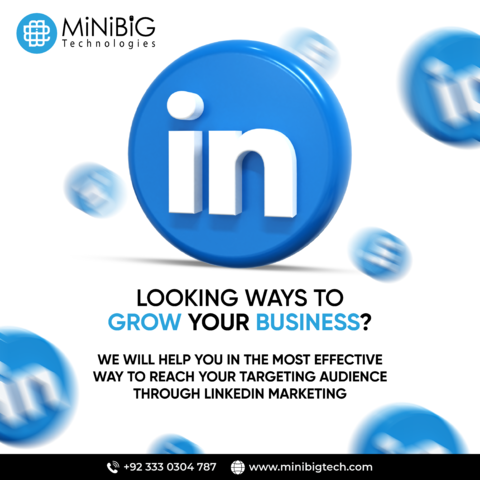 MiNiBiG
Technologies
in
LOOKING WAYS TO
GROW YOUR BUSINESS?
WE WILL HELP YOU IN THE MOST EFFECTIVE
WAY TO REACH YOUR TARGETING AUDIENCE
THROUGH LINKEDIN MARKETING
+92 333 0304 787 www.minibigtech.com